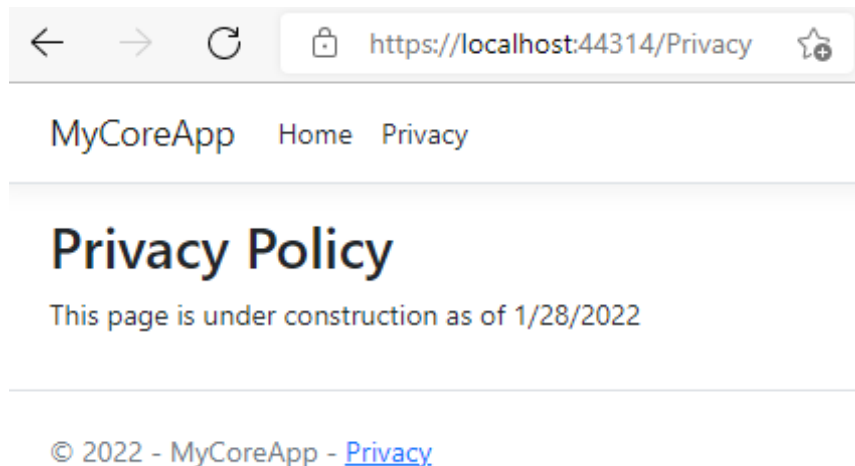 https://localhost:44314/Privacy
MyCoreApp Home Privacy
Privacy Policy
This page is under construction as of 1/28/2022
© 2022 - MyCoreApp - Privacy